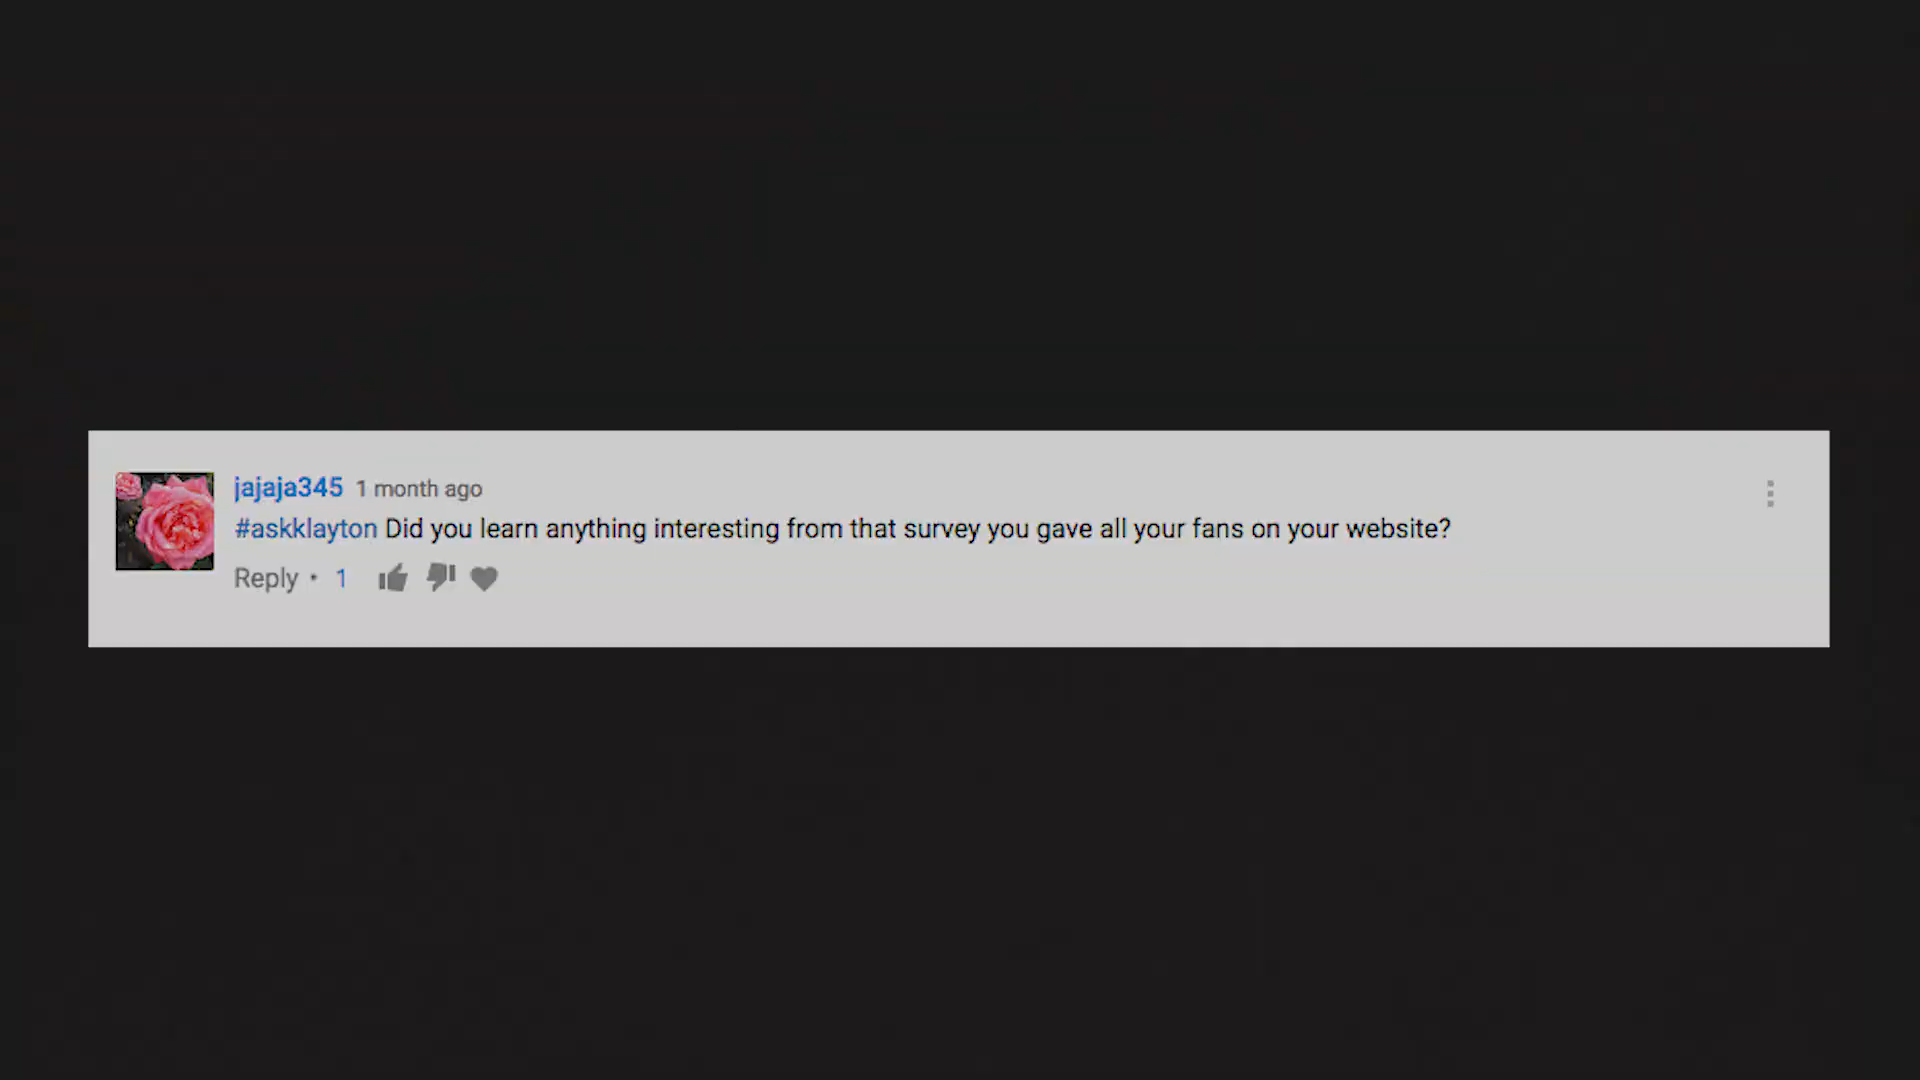 jajaja345 1 month ago
#askklayton Did you learn anything interesting from that survey you gave all your fans on your website?
Reply • 1